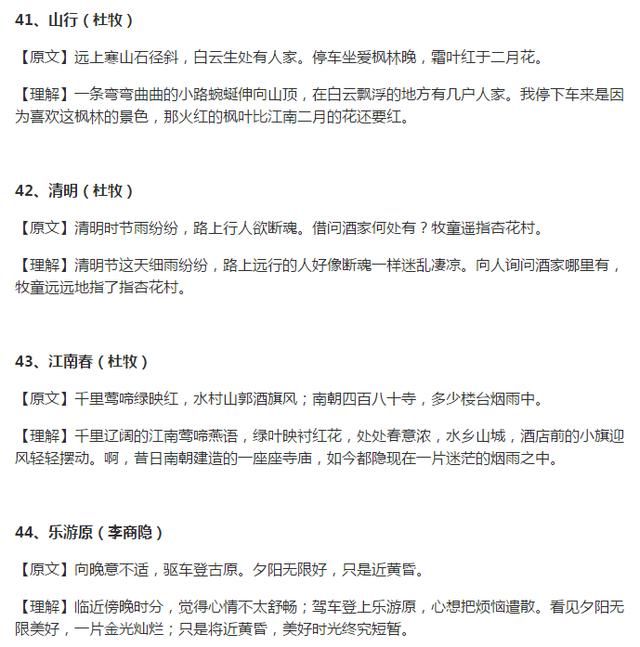 41、山行（杜牧）
【原文】远上寒山石径斜，白云生处有人家。停车坐爱枫林晚，霜叶红于二月花。
【理解】一条弯弯曲曲的小路蜿蜒伸向山顶，在白云飘浮的地方有几户人家。我停下车来是因
为喜欢这枫林的景色，那火红的枫叶比江南二月的花还要红。
42、清明（杜牧）
【原文】清明时节雨纷纷，路上行人欲断魂。借问酒家何处有？牧童遥指杏花村。
【理解】清明节这天细雨纷纷，路上远行的人好像断魂一样迷乱凄凉。向人询问酒家哪里有，
牧童远远地指了指杏花村。
43、江南春（杜牧）
【原文】千里莺啼绿映红，水村山郭酒旗风；南朝四百八十寺，多少楼台烟雨中。
【理解】千里辽阔的江南莺啼燕语，绿叶映衬红花，处处春意浓，水乡山城，酒店前的小旗迎
风轻轻摆动。啊，昔日南朝建造的一座座寺庙，如今都隐现在一片迷茫的烟雨之中。
44、乐游原（李商隐）
【原文】向晚意不适，驱车登古原。夕阳无限好，只是近黄昏。
【理解】临近傍晚时分，觉得心情不太舒畅；驾车登上乐游原，心想把烦恼遣散。看见夕阳无
限美好，一片金光灿烂；只是将近黄昏，美好时光终究短暂。